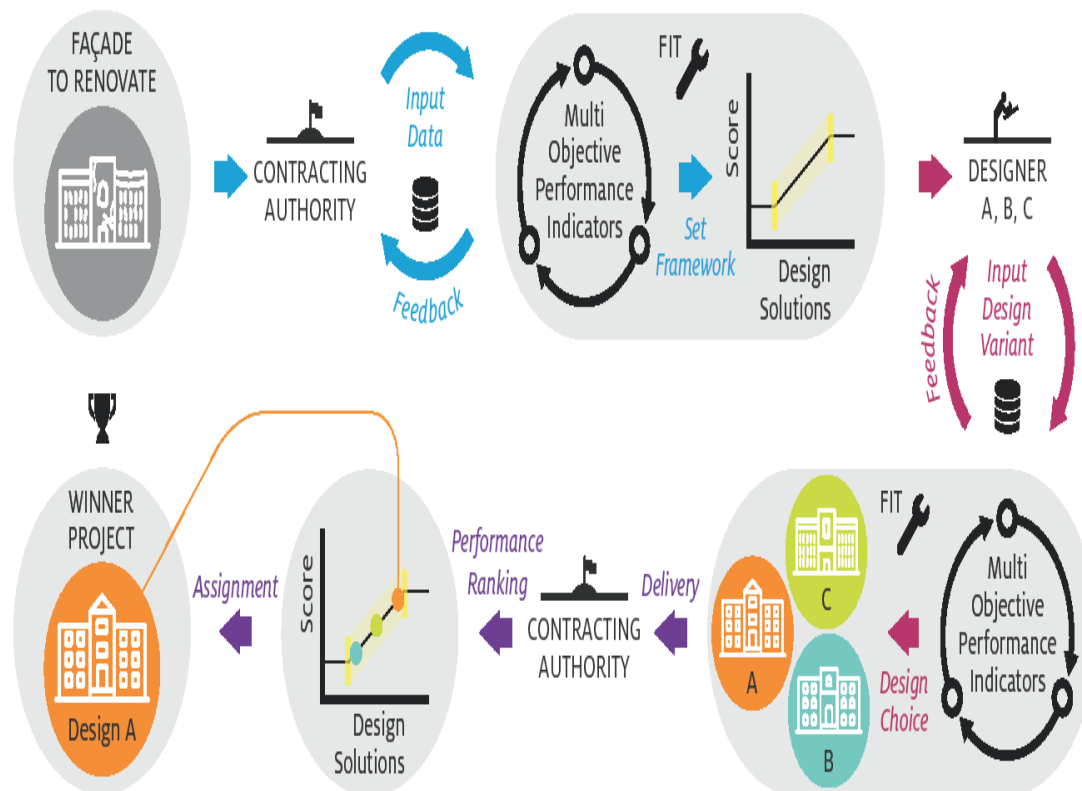 FAÇADE
TO RENOVATE
CONTRACTING
AUTHORITY
Input
Data
Feedback
FIT
Multi
Objective
Performance
Indicators
Set
Framework
Score
Design
Solutions
DESIGNER
A, B, C
Feedback
Input
Design
Variant
WINNER
PROJECT
Design A
Assignment
Score
Design
Solutions
Performance
Ranking
CONTRACTING
AUTHORITY
Delivery
A
C
B
FIT
Design
Choice
Multi
Objective
Performance
Indicators